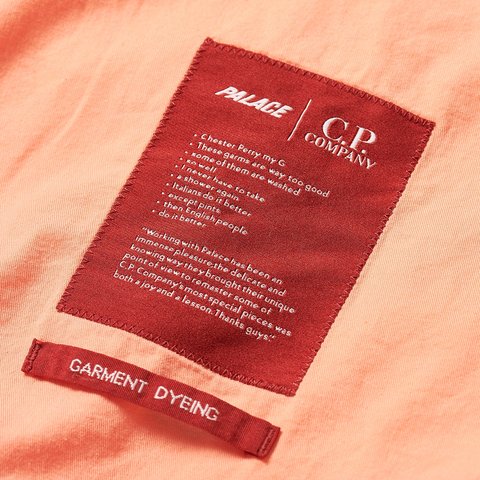 PALACE | C.P. COMPANY
• Chester Perry my G
• These garms are way too good
• some of them are washed
• so well
• I never have to take
• a shower again
• Italians do it better
• except pints
• then English people
• do it better
"Working with Palace has been an
immense pleasure: the delicate and
knowing way they brought their unique
point of view to remaster some of
C.P. Company's most special pieces was
both a joy and a lesson. Thanks guys."
GARMENT DYEING